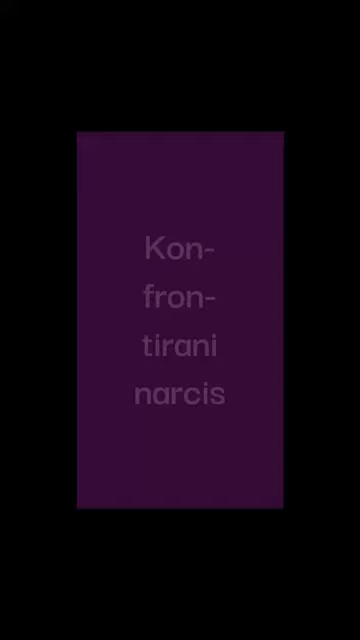 Kon-
fron-
tirani
narcis